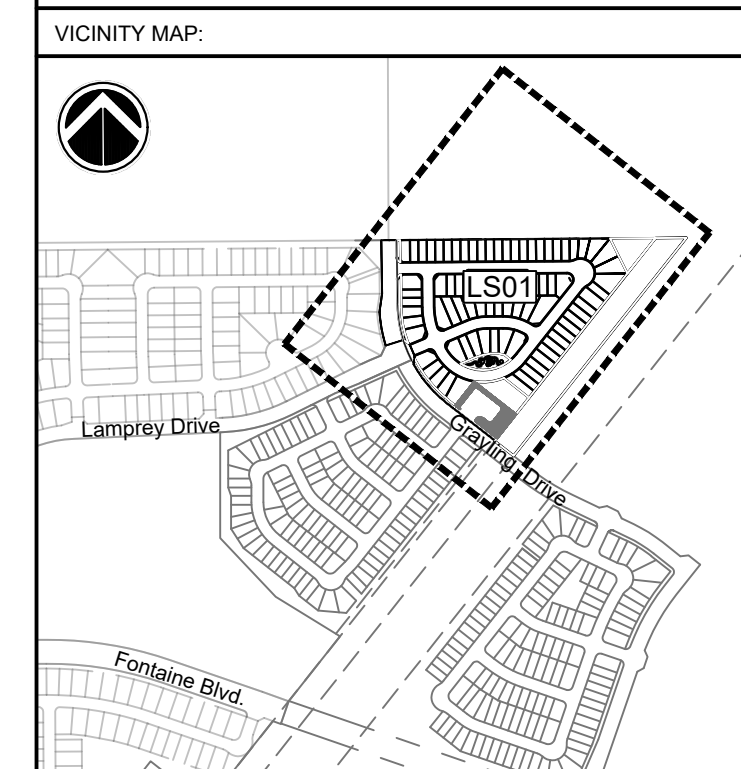 VICINITY MAP:
LS01
Lamprey Drive
Grayling Drive
Fontaine Blvd.